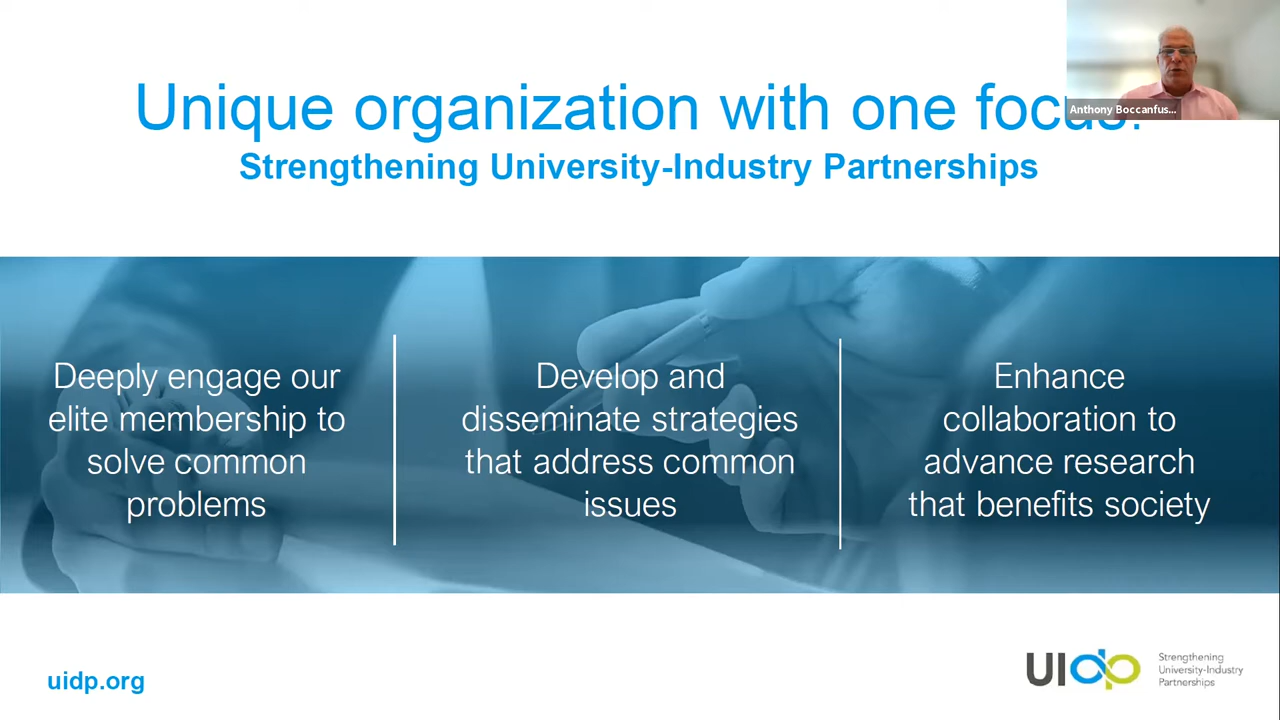 Unique organization with one focus:
Strengthening University-Industry Partnerships
Anthony Boccanfus...
Deeply engage our
elite membership to
solve common
problems
Develop and
disseminate strategies
that address common
issues
Enhance
collaboration to
advance research
that benefits society
uidp.org
UIDP
Strengthening
University-Industry
Partnerships